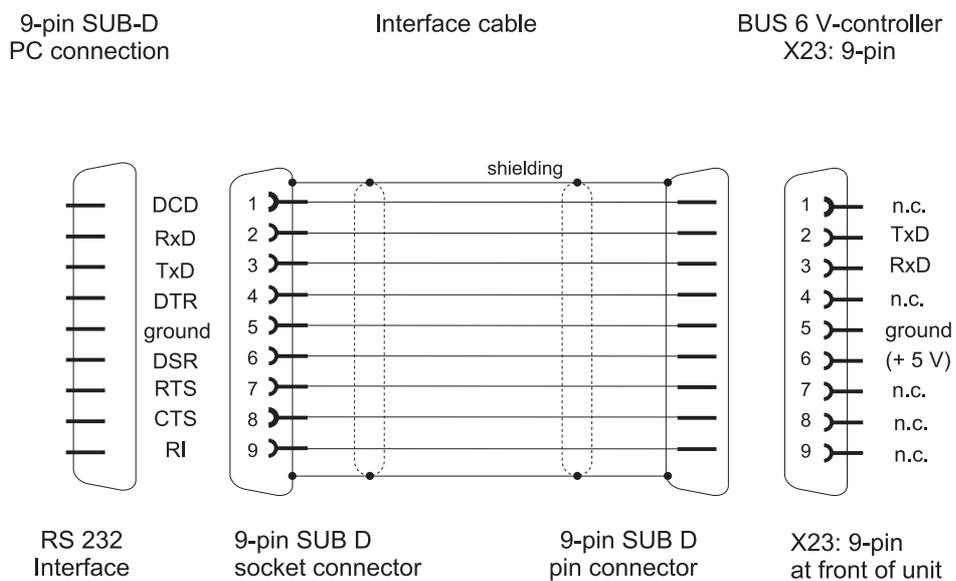 9-pin SUB-D
PC connection
Interface cable
BUS 6 V-controller
X23: 9-pin
shielding
DCD
RxD
TxD
DTR
ground
DSR
RTS
CTS
RI
1
2
3
4
5
6
7
8
9
1 n.c.
2 TxD
3 RxD
4 n.c.
5 ground
6 (+ 5 V)
7 n.c.
8 n.c.
9 n.c.
RS 232
Interface
9-pin SUB D
socket connector
9-pin SUB D
pin connector
X23: 9-pin
at front of unit